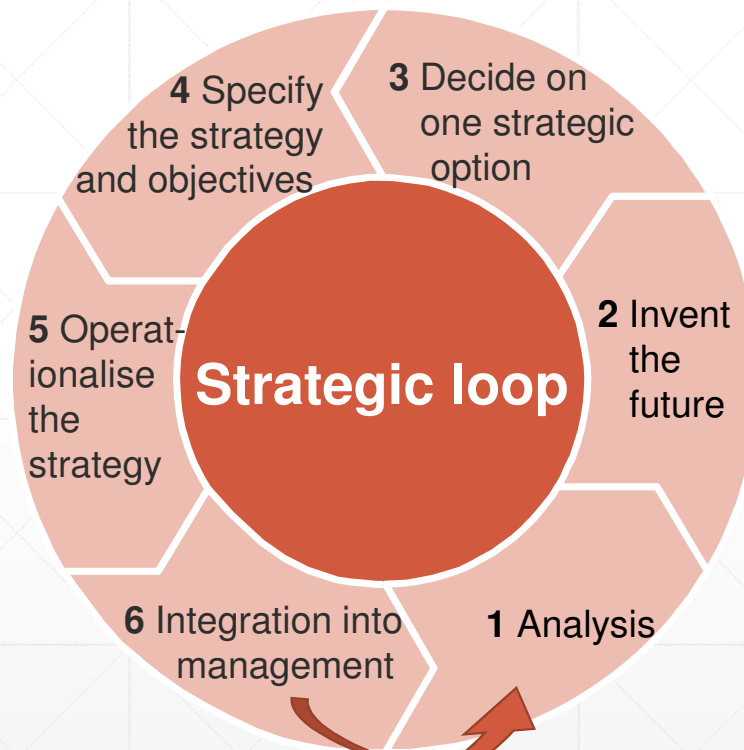 4 Specify
the strategy
and objectives
3 Decide on
one strategic
option
5 Operat-
ionalise
the
strategy
Strategic loop
2 Invent
the
future
6 Integration into
management
1 Analysis